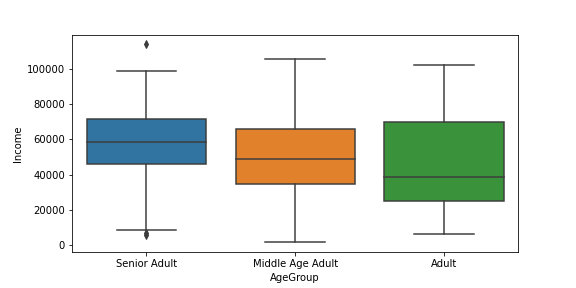 100000
80000
60000
40000
20000
0
Income
Senior Adult
Middle Age Adult
Adult
AgeGroup